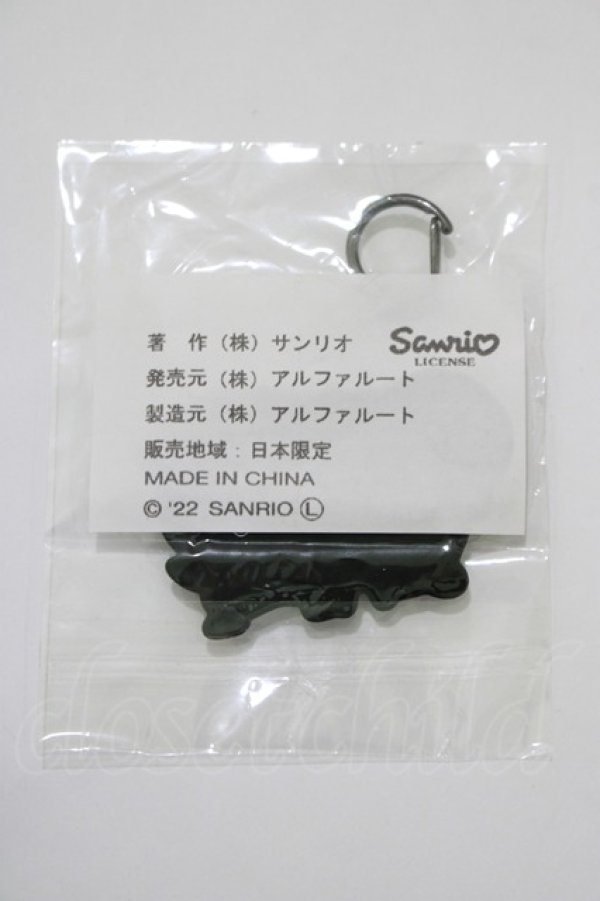 著　作（株）サンリオ
Sanrio
LICENSE
発売元（株）アルファルート
製造元（株）アルファルート
販売地域：日本限定
MADE IN CHINA
© '22 SANRIO Ⓛ
closetchild